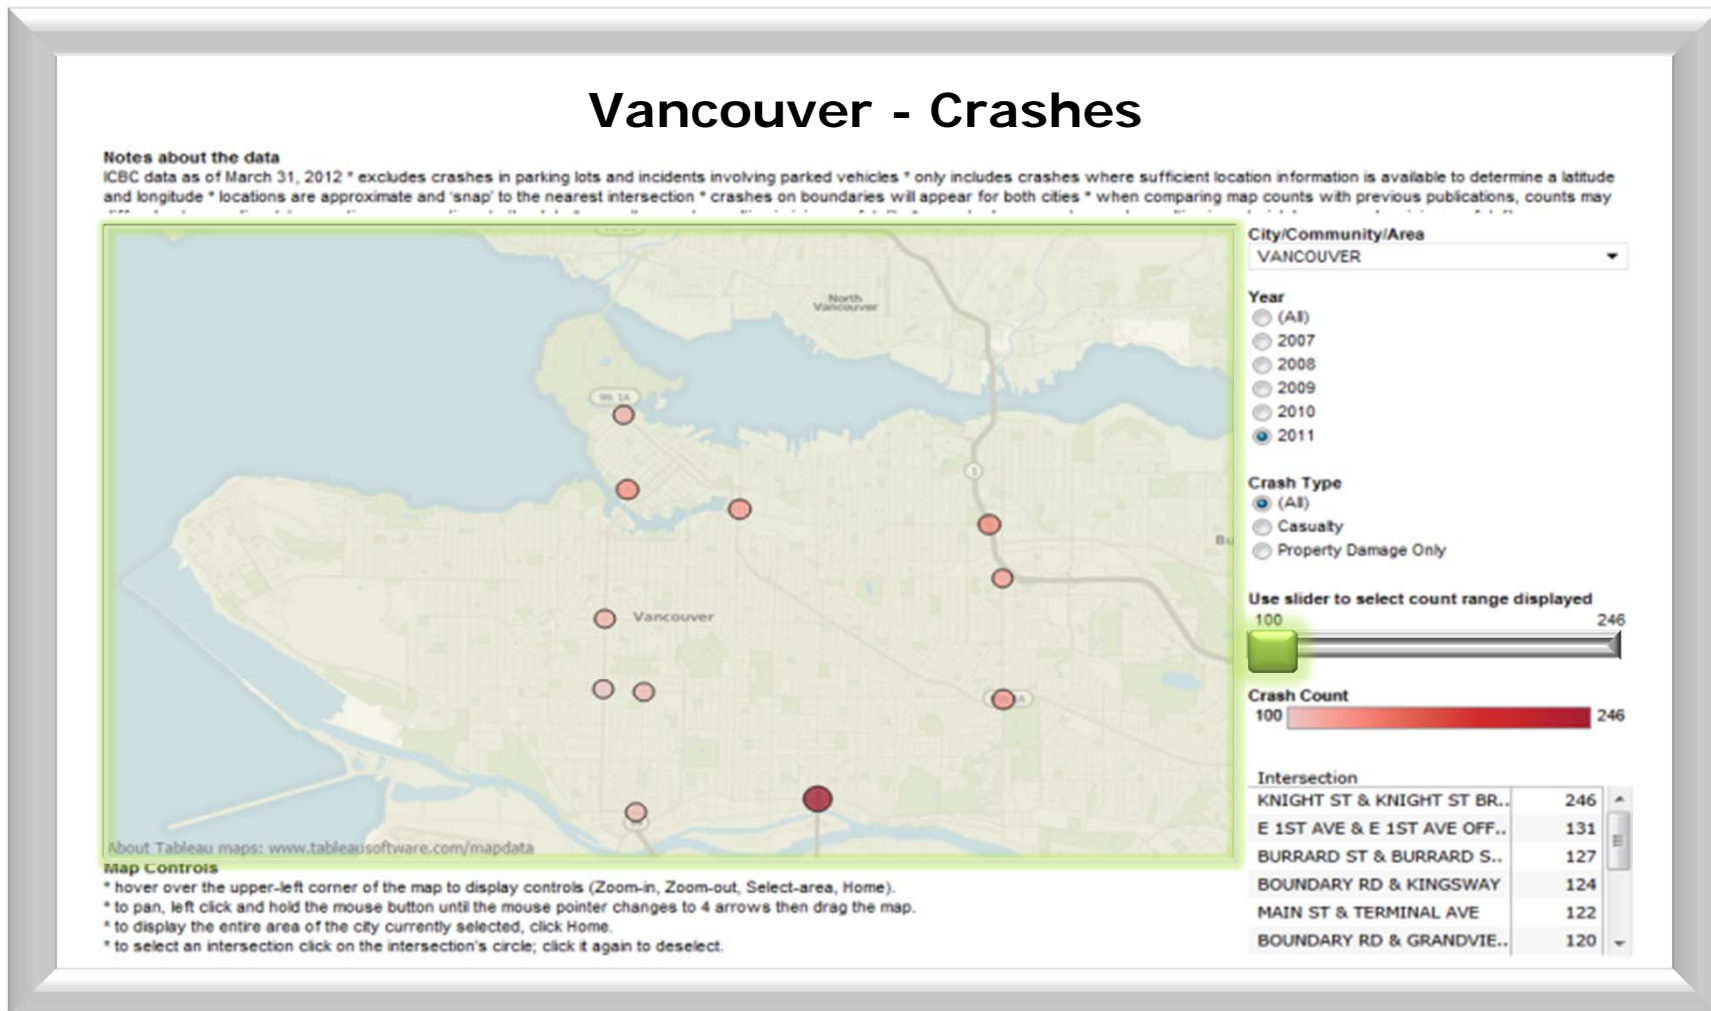 Vancouver - Crashes
Notes about the data
ICBC data as of March 31, 2012 * excludes crashes in parking lots and incidents involving parked vehicles * only includes crashes where sufficient location information is available to determine a latitude
and longitude * locations are approximate and 'snap' to the nearest intersection * crashes on boundaries will appear for both cities * when comparing map counts with previous publications, counts may
North
Vancouver
99 1A
1
Bu
Vancouver
About Tableau maps: www.tableausoftware.com/mapdata
City/Community/Area
VANCOUVER
Year
(All)
2007
2008
2009
2010
2011
Crash Type
(All)
Casualty
Property Damage Only
Use slider to select count range displayed
100 246
Crash Count
100 246
Intersection
KNIGHT ST & KNIGHT ST BR.. 246
E 1ST AVE & E 1ST AVE OFF.. 131
BURRARD ST & BURRARD S.. 127
BOUNDARY RD & KINGSWAY 124
MAIN ST & TERMINAL AVE 122
BOUNDARY RD & GRANDVIE.. 120
Map Controls
* hover over the upper-left corner of the map to display controls (Zoom-in, Zoom-out, Select-area, Home).
* to pan, left click and hold the mouse button until the mouse pointer changes to 4 arrows then drag the map.
* to display the entire area of the city currently selected, click Home.
* to select an intersection click on the intersection's circle; click it again to deselect.